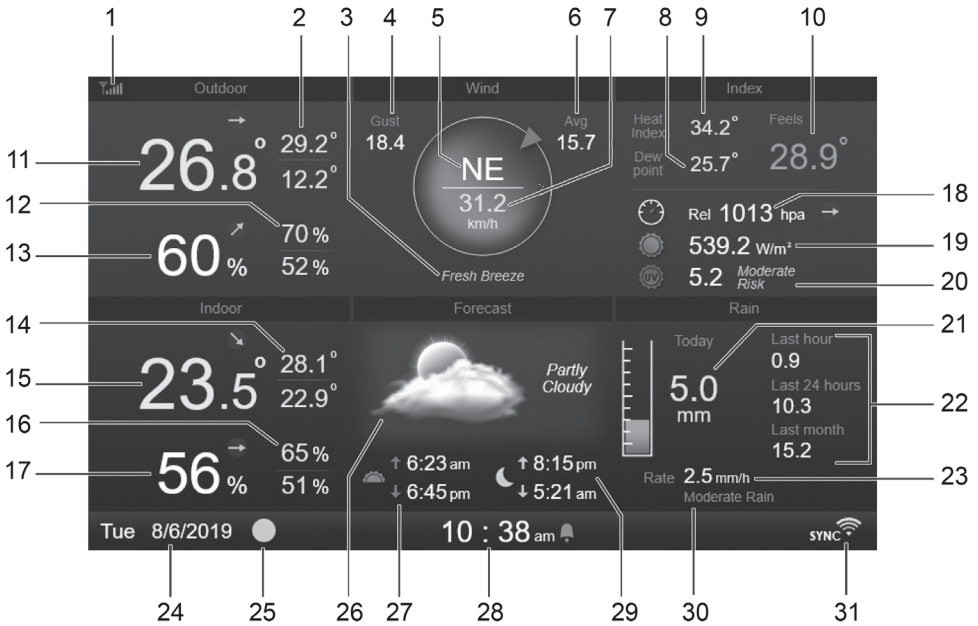 1 2 3 4 5 6 7 8 9 10
Outdoor Wind Index
26.8° 29.2°
12.2°
60% 70%
52%
Gust
18.4
Avg
15.7
NE
31.2
km/h
Fresh Breeze
Heat Index 34.2°
Dew point 25.7°
Feels
28.9°
Rel 1013 hpa
539.2 W/m²
UV 5.2 Moderate Risk
Indoor Forecast Rain
23.5° 28.1°
22.9°
56% 65%
51%
Partly
Cloudy
↑ 6:23 am ↑ 8:15 pm
↓ 6:45 pm ↓ 5:21 am
Today
5.0
mm
Last hour
0.9
Last 24 hours
10.3
Last month
15.2
Rate 2.5 mm/h
Moderate Rain
Tue 8/6/2019 10 : 38 am SYNC
11
12
13
14
15
16
17
18
19
20
21
22
23
24 25 26 27 28 29 30 31